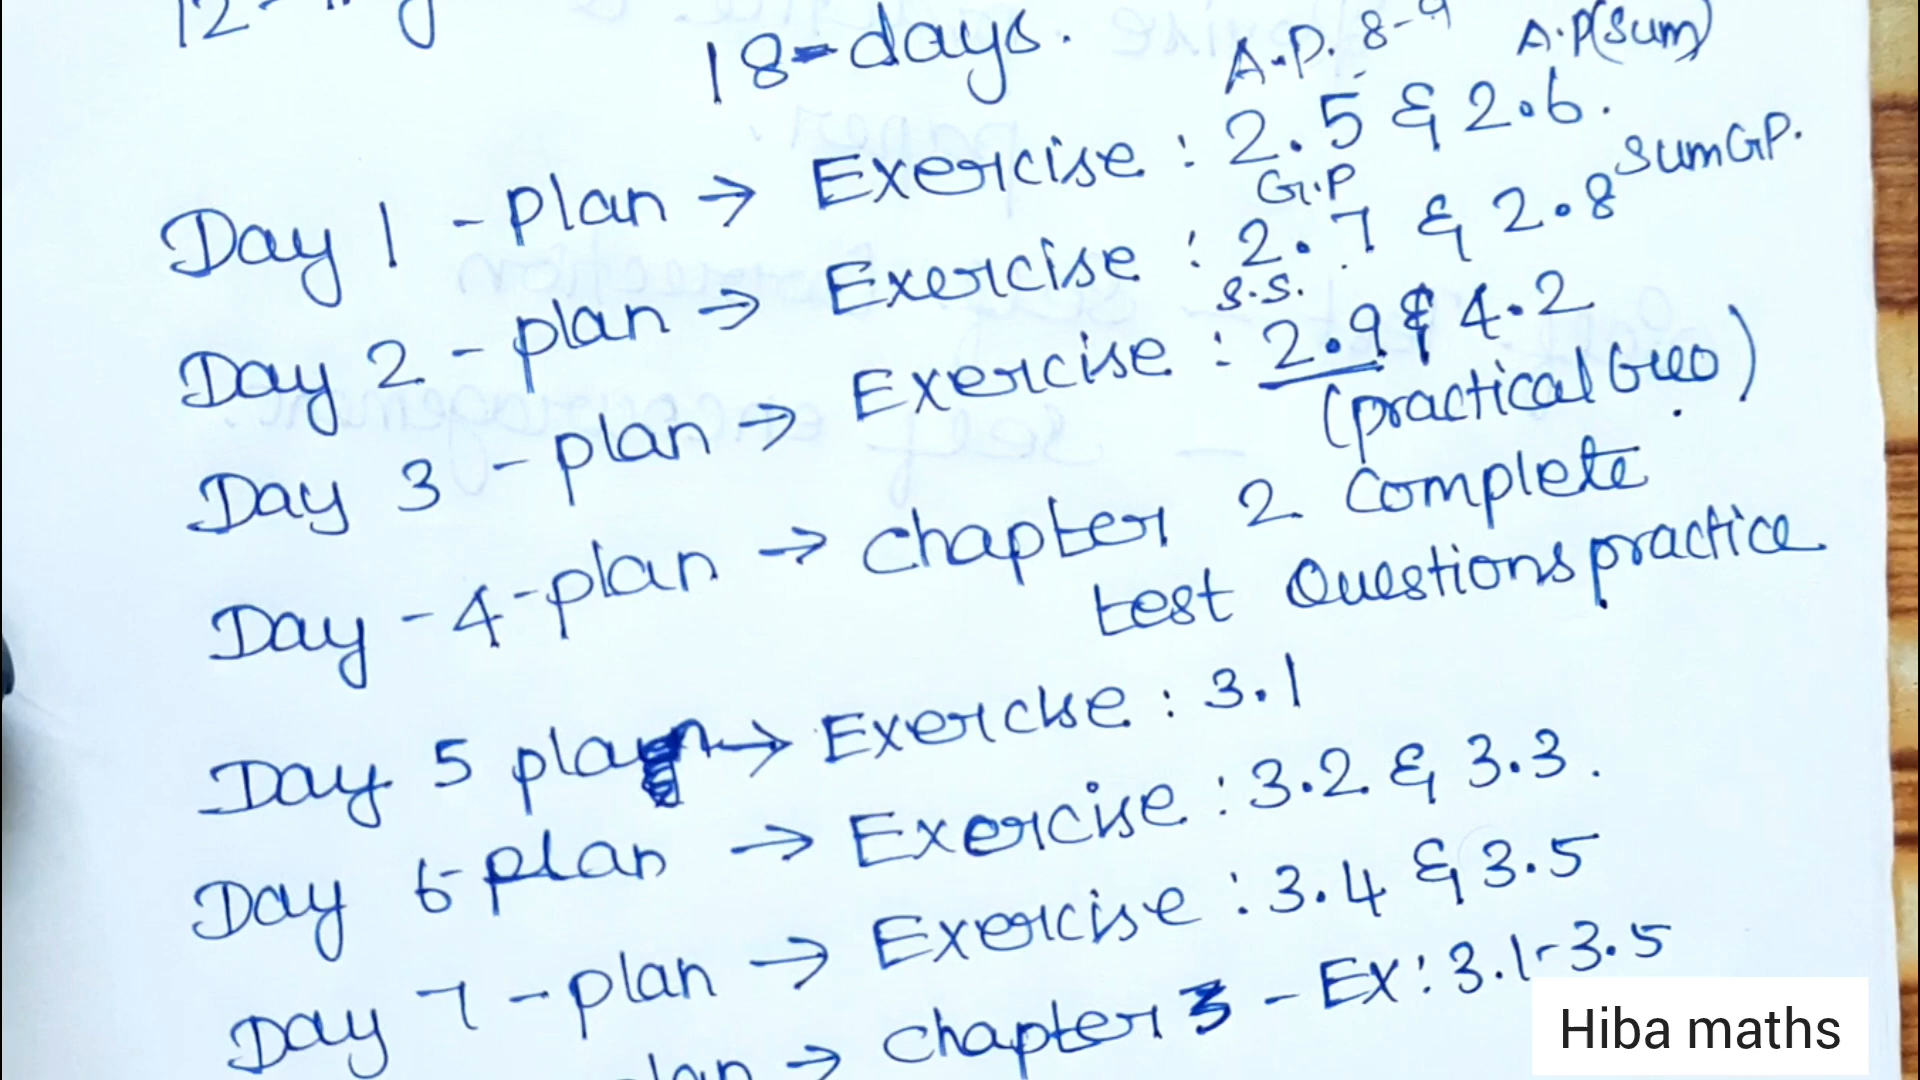 18-days.
A.P. 8-9 A.P(sum)
Day 1 - plan → Exercise : 2.5 & 2.6.
G.P sum GP.
Day 2 - plan → Exercise : 2.7 & 2.8
S.S.
Day 3 - plan → Exercise : 2.9 & 4.2
(practical Geo)
Day - 4 - plan → chapter 2 complete
test Questions practice
Day 5 plan → Exercise : 3.1
Day 6 plan → Exercise : 3.2 & 3.3.
Day 7 - plan → Exercise : 3.4 & 3.5
plan → chapter 3 - EX: 3.1-3.5
Hiba maths